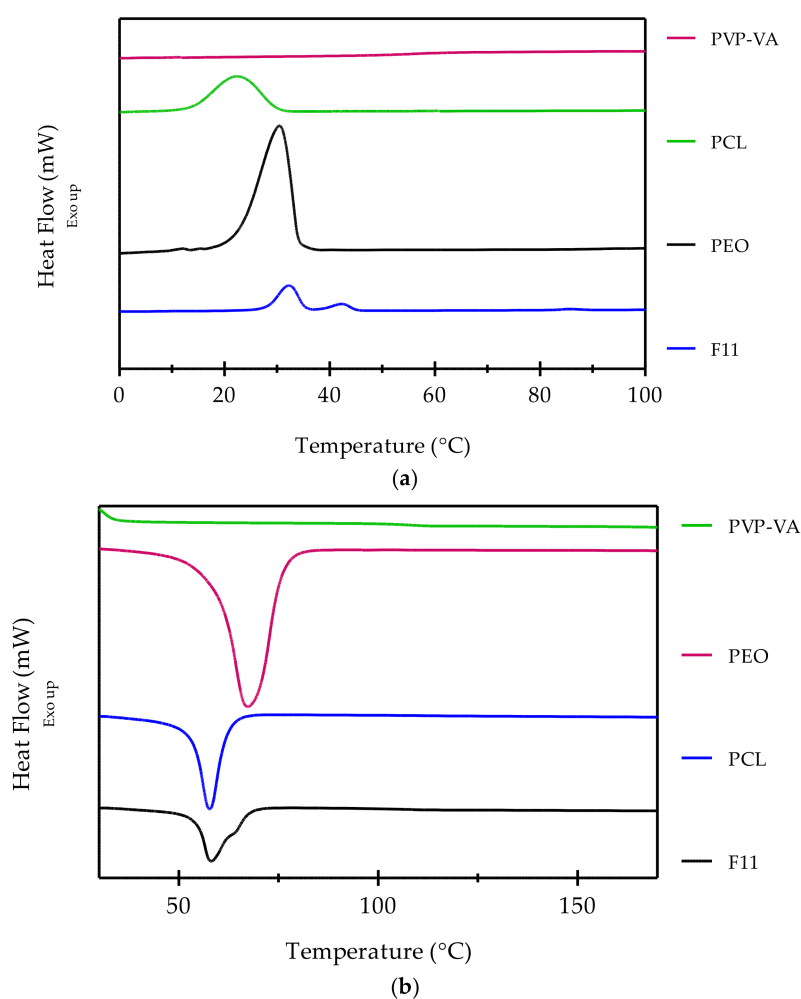 PVP-VA
PCL
PEO
F11
Heat Flow (mW)
Exo up
0 20 40 60 80 100
Temperature (°C)
(a)
PVP-VA
PEO
PCL
F11
Heat Flow (mW)
Exo up
50 100 150
Temperature (°C)
(b)